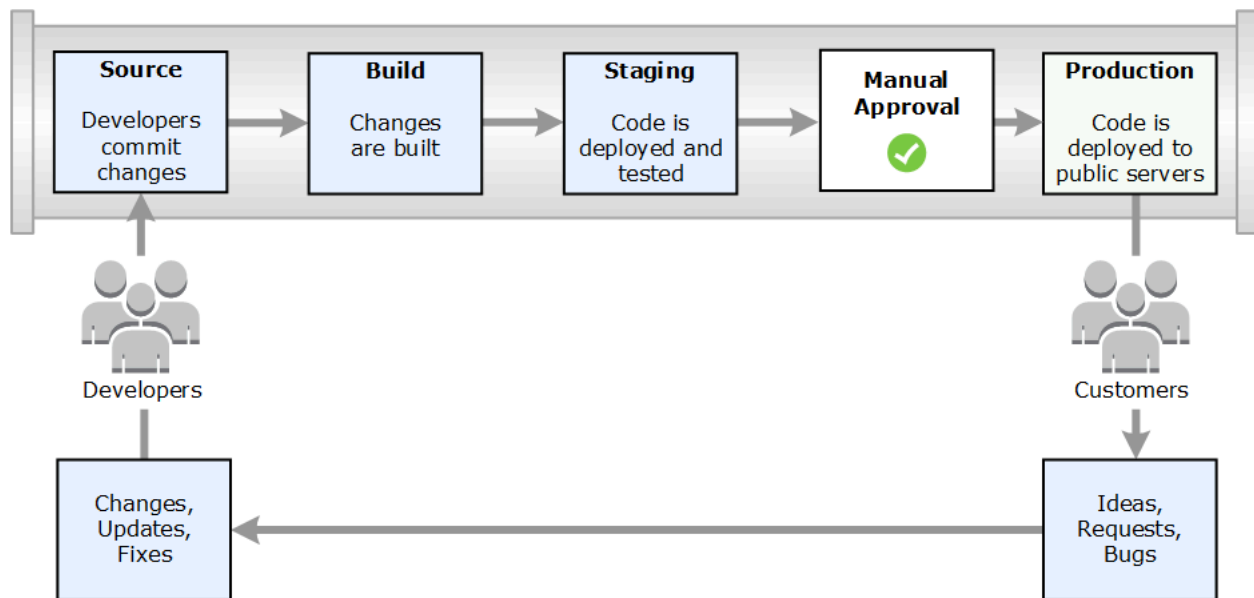 Source
Developers
commit
changes
Build
Changes
are built
Staging
Code is
deployed and
tested
Manual
Approval
Production
Code is
deployed to
public servers
Developers
Customers
Changes,
Updates,
Fixes
Ideas,
Requests,
Bugs